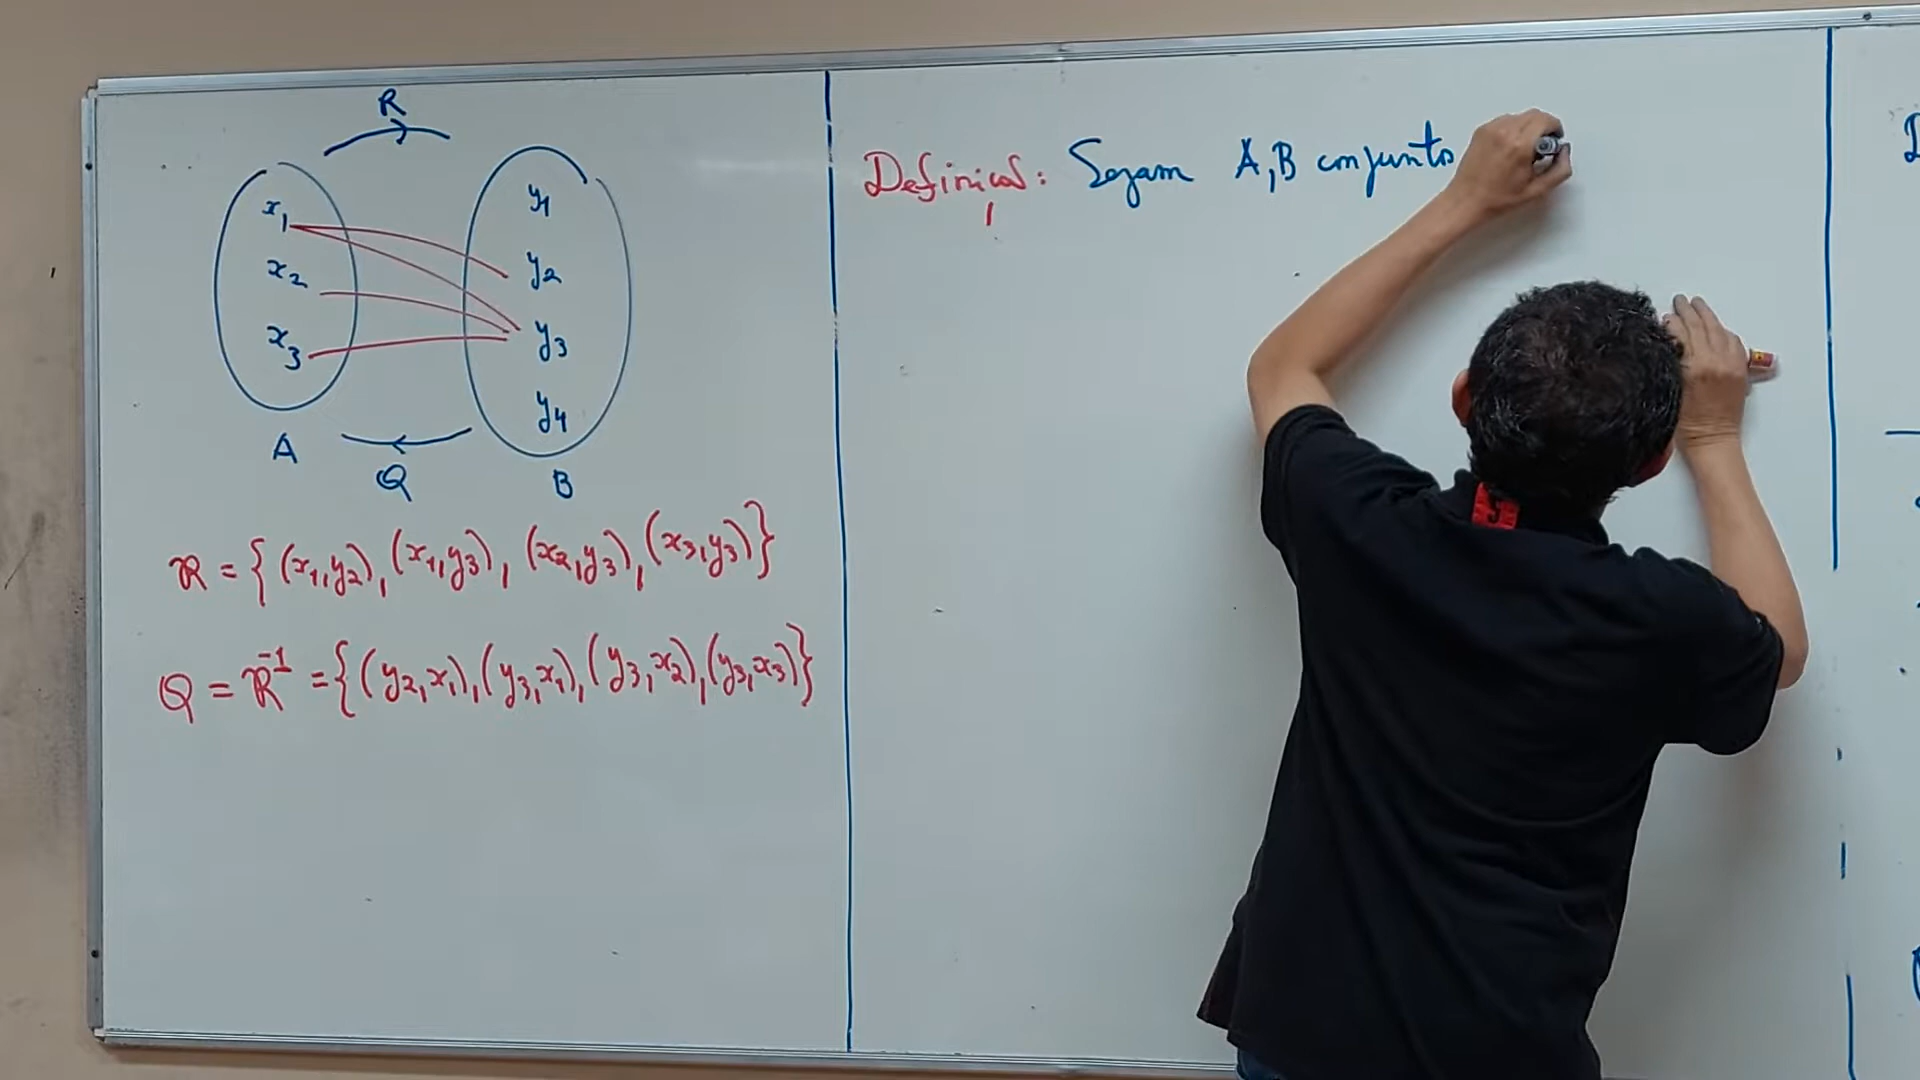 R
x₁
x₂
x₃
A
y₁
y₂
y₃
y₄
B
Q
R = {(x₁,y₂), (x₁,y₃), (x₂,y₃), (x₃,y₃)}
Q = R⁻¹ = {(y₂,x₁), (y₃,x₁), (y₃,x₂), (y₃,x₃)}
Definição: Sejam A,B conjuntos